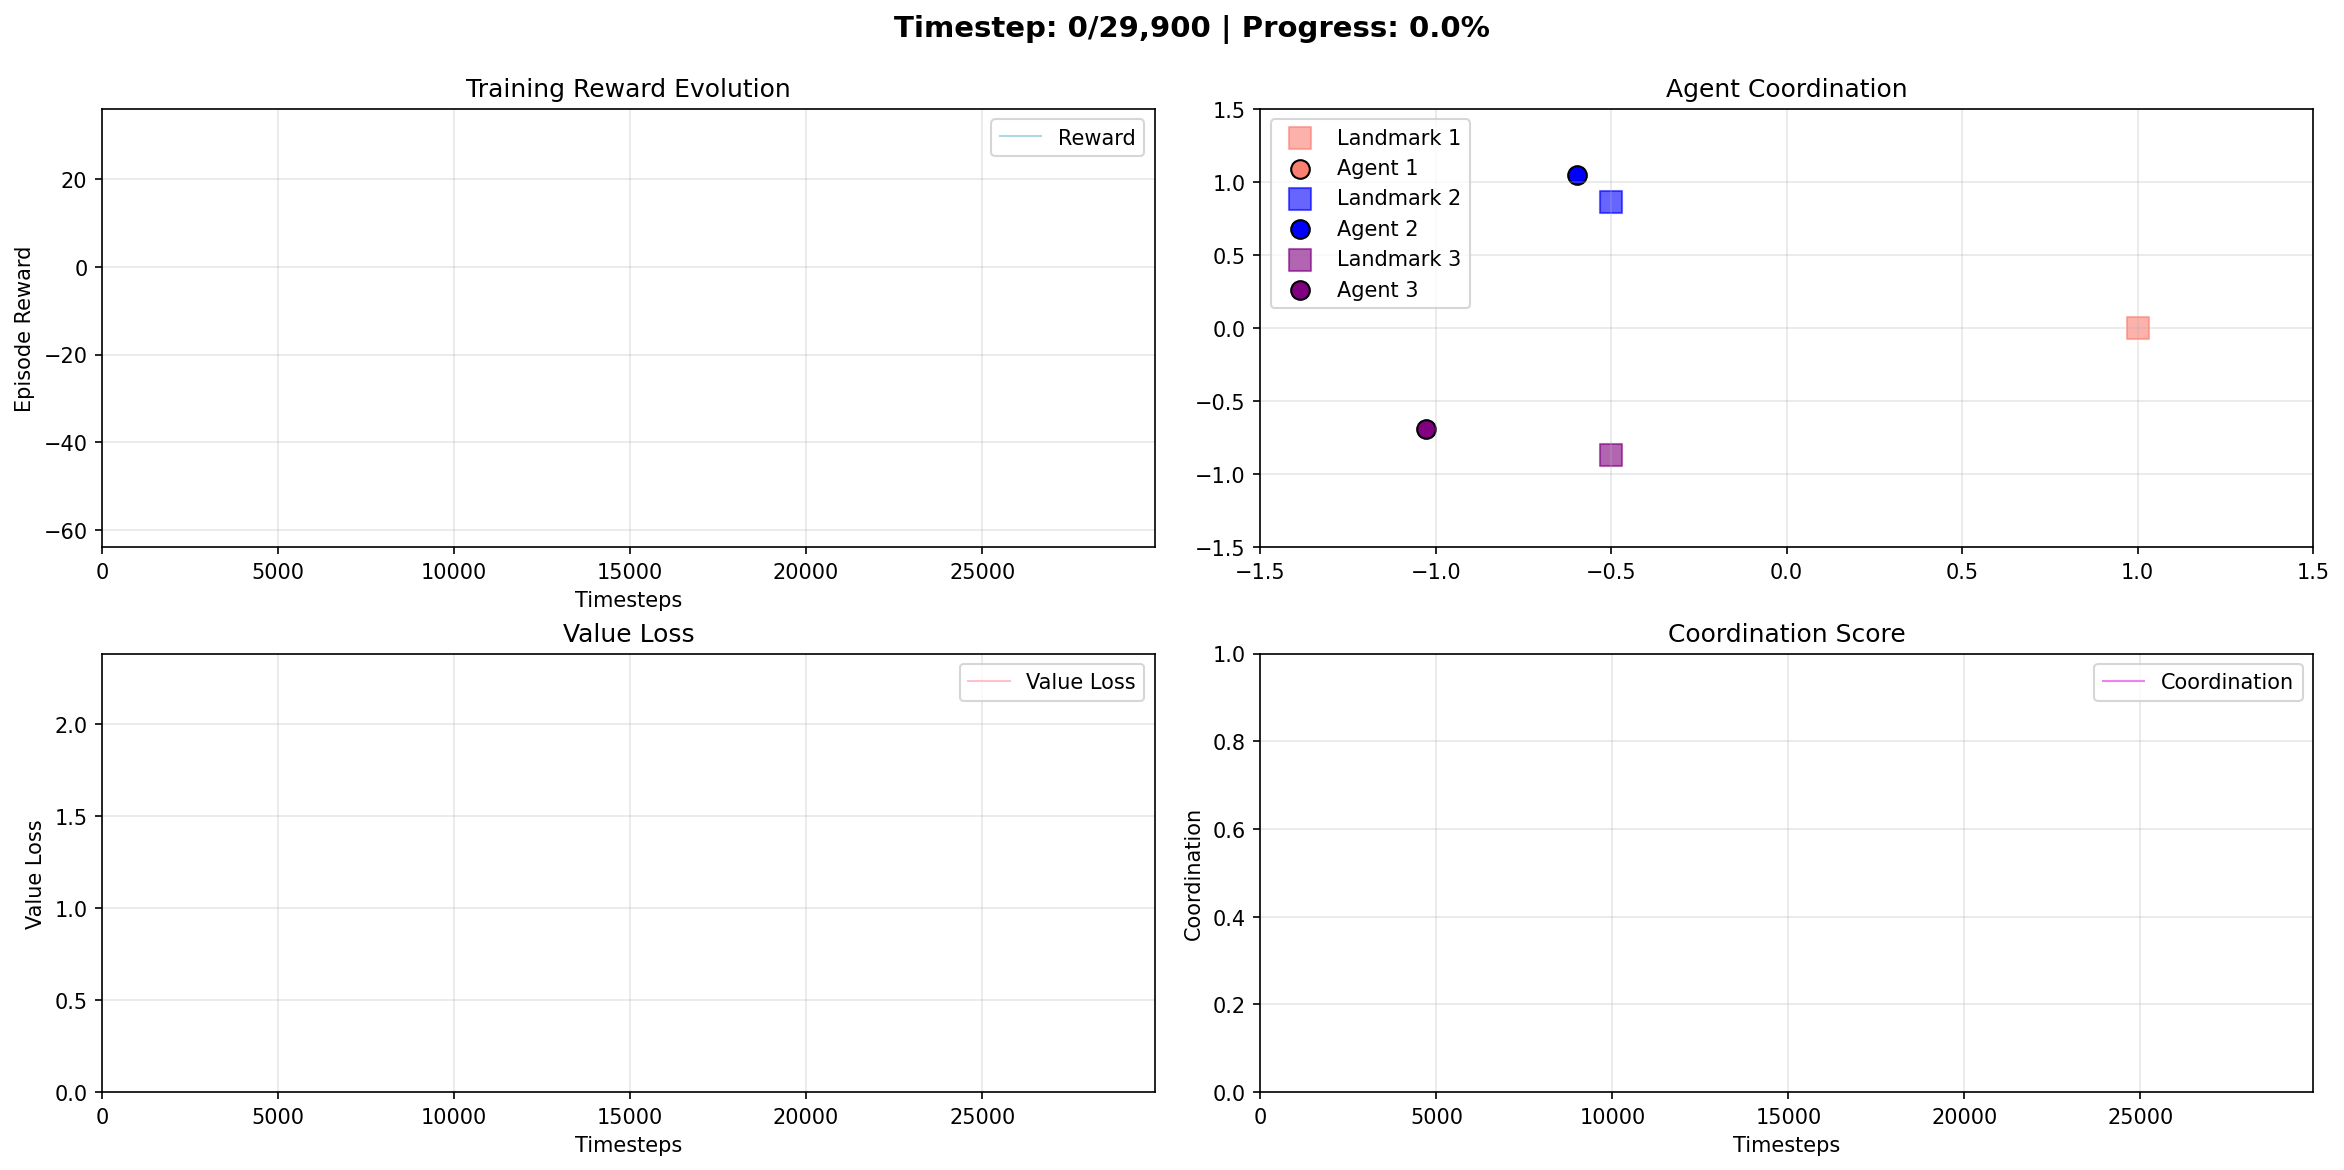 Timestep: 0/29,900 | Progress: 0.0%
Training Reward Evolution
Reward
Episode Reward
20
0
−20
−40
−60
0 5000 10000 15000 20000 25000
Timesteps
Agent Coordination
Landmark 1
Agent 1
Landmark 2
Agent 2
Landmark 3
Agent 3
1.5
1.0
0.5
0.0
−0.5
−1.0
−1.5
−1.5 −1.0 −0.5 0.0 0.5 1.0 1.5
Value Loss
Value Loss
Value Loss
2.0
1.5
1.0
0.5
0.0
0 5000 10000 15000 20000 25000
Timesteps
Coordination Score
Coordination
Coordination
1.0
0.8
0.6
0.4
0.2
0.0
0 5000 10000 15000 20000 25000
Timesteps